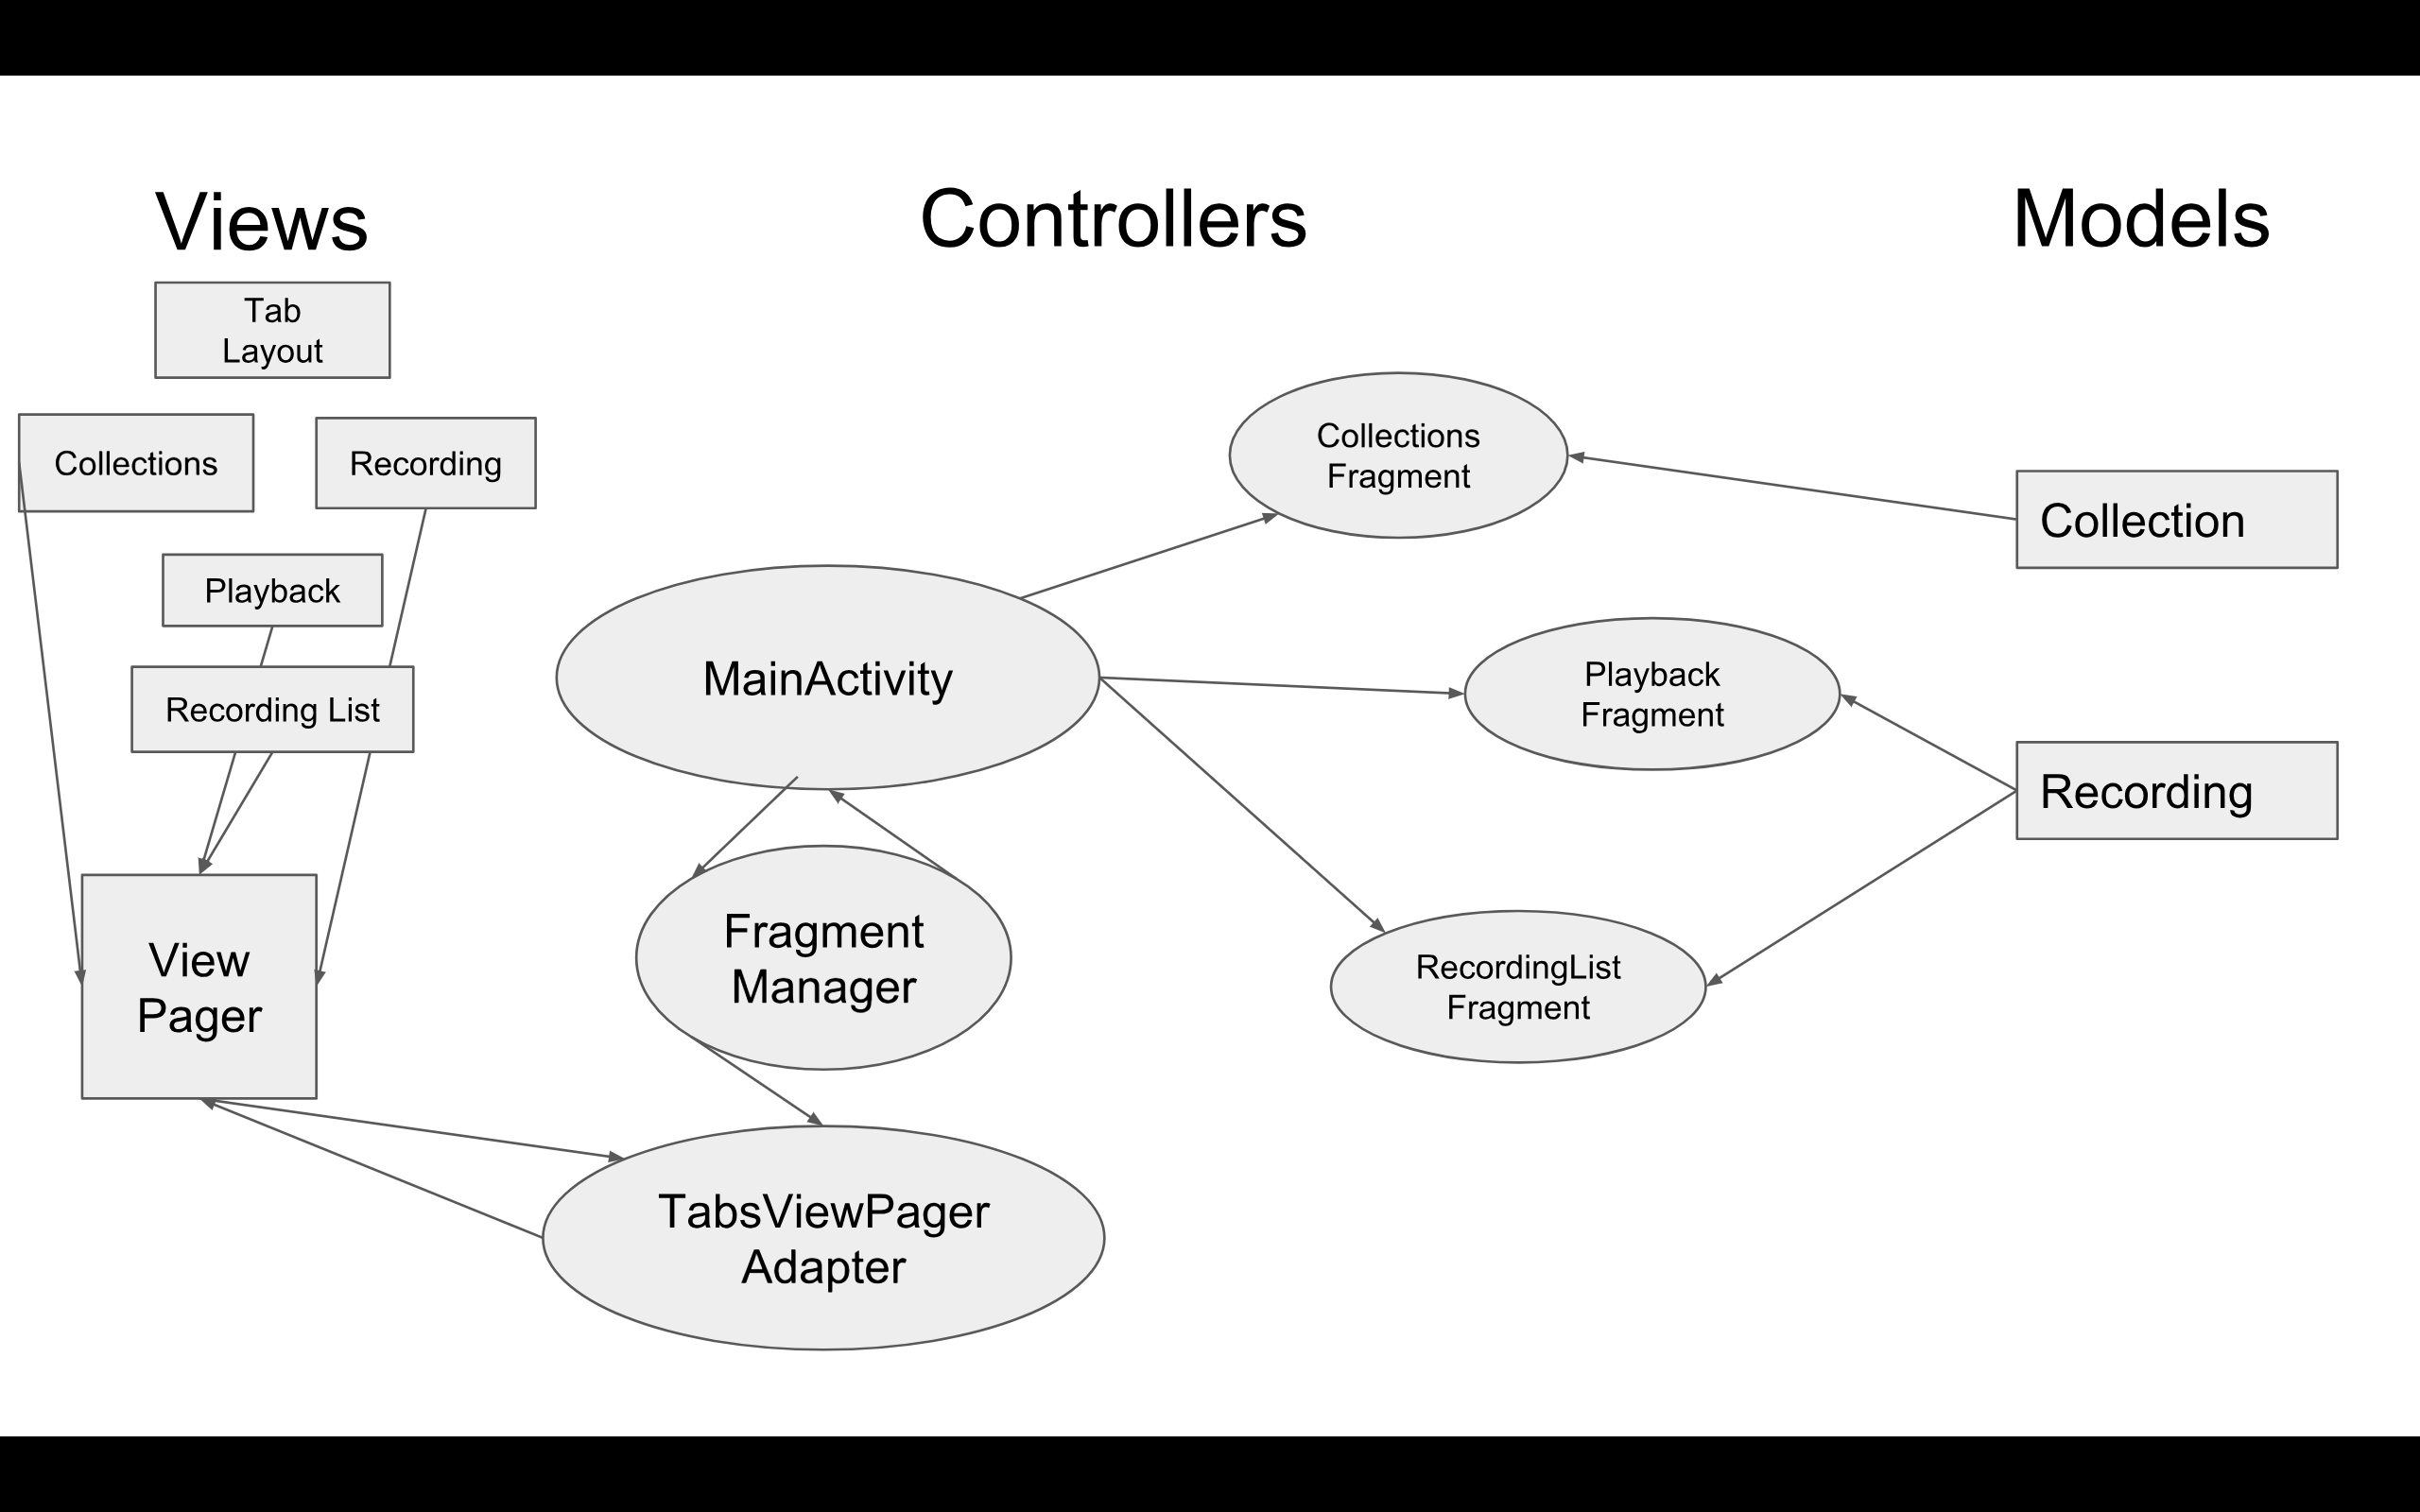 Views
Controllers
Models
Tab
Layout
Collections
Recording
Playback
Recording List
View
Pager
MainActivity
Fragment
Manager
TabsViewPager
Adapter
Collections
Fragment
Playback
Fragment
RecordingList
Fragment
Collection
Recording